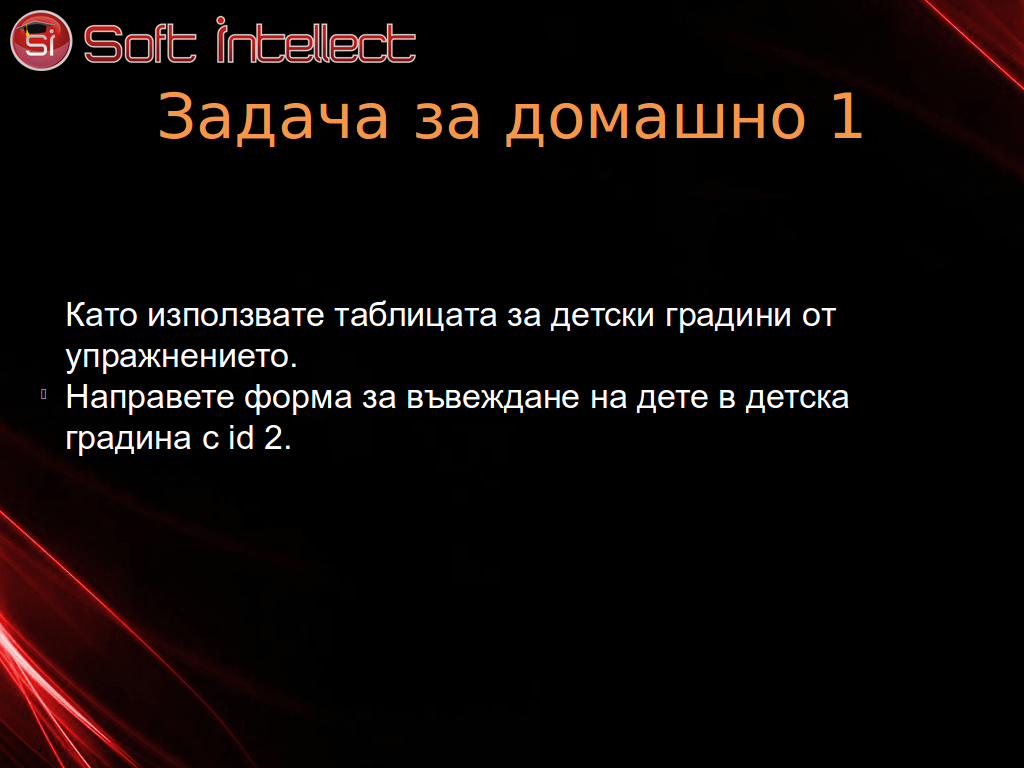 Si Soft Intellect
Задача за домашно 1
Като използвате таблицата за детски градини от
упражнението.
Направете форма за въвеждане на дете в детска
градина с id 2.